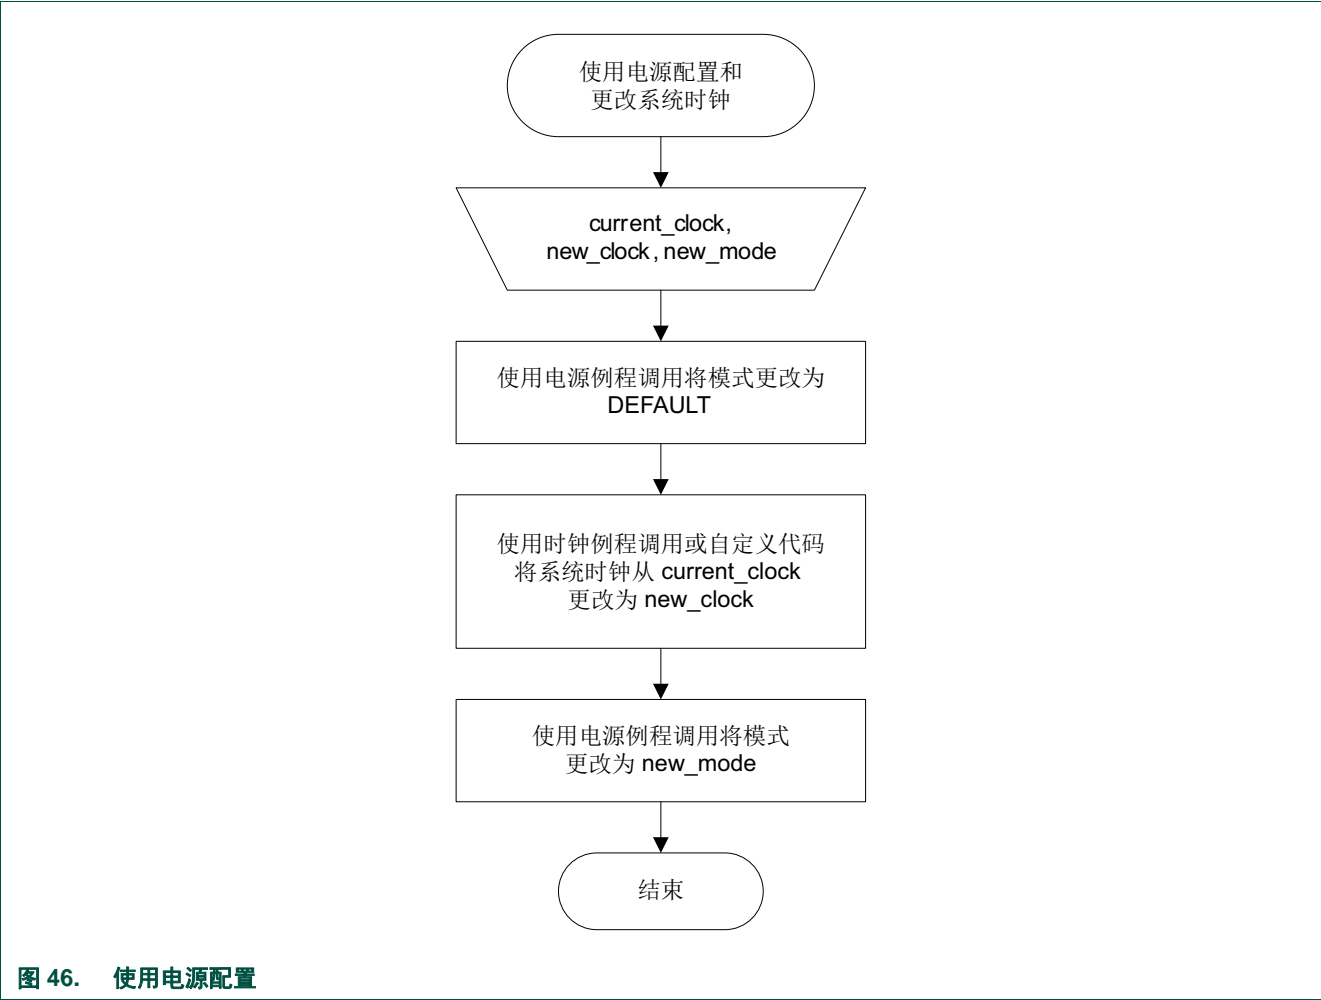 使用电源配置和
更改系统时钟
current_clock,
new_clock, new_mode
使用电源例程调用将模式更改为
DEFAULT
使用时钟例程调用或自定义代码
将系统时钟从 current_clock
更改为 new_clock
使用电源例程调用将模式
更改为 new_mode
结束
图 46. 使用电源配置